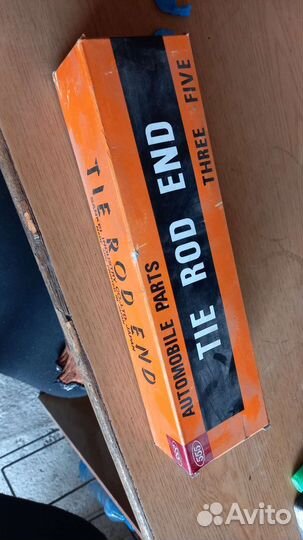 AUTOMOBILE PARTS
TIE ROD END
THREE FIVE
TIE ROD END
555
Avito